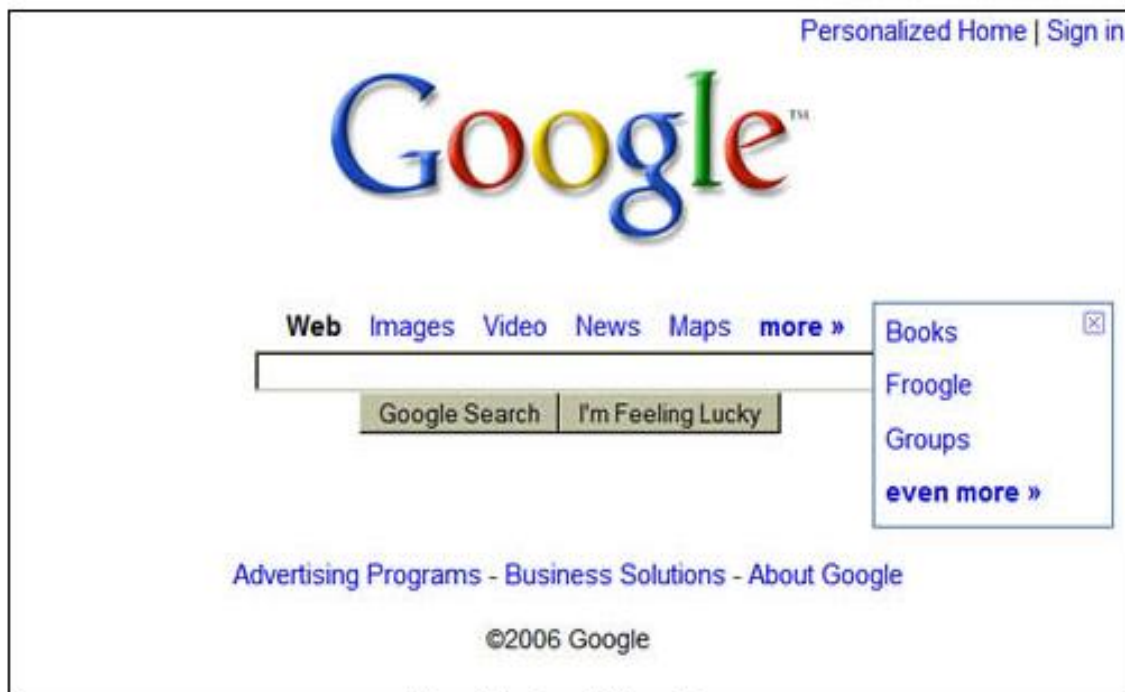 Personalized Home | Sign in
Google™
Web Images Video News Maps more »
Books
Froogle
Groups
even more »
Google Search I'm Feeling Lucky
Advertising Programs - Business Solutions - About Google
©2006 Google